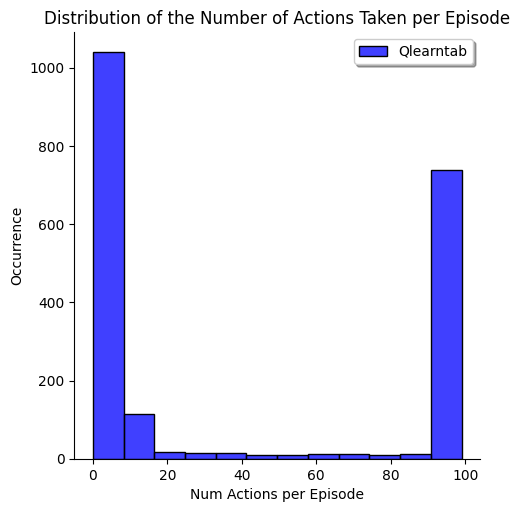 Distribution of the Number of Actions Taken per Episode
Qlearntab
1000
800
600
400
200
0
Occurrence
0 20 40 60 80 100
Num Actions per Episode